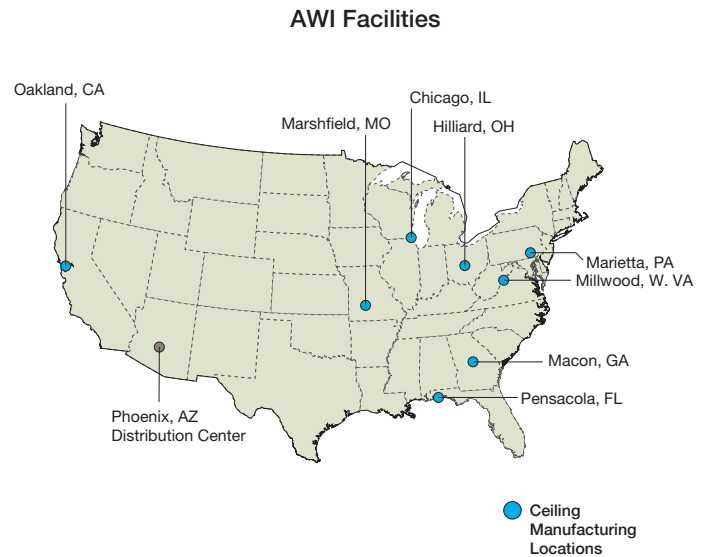 AWI Facilities
Oakland, CA
Chicago, IL
Marshfield, MO
Hilliard, OH
Marietta, PA
Millwood, W. VA
Macon, GA
Pensacola, FL
Phoenix, AZ
Distribution Center
Ceiling
Manufacturing
Locations